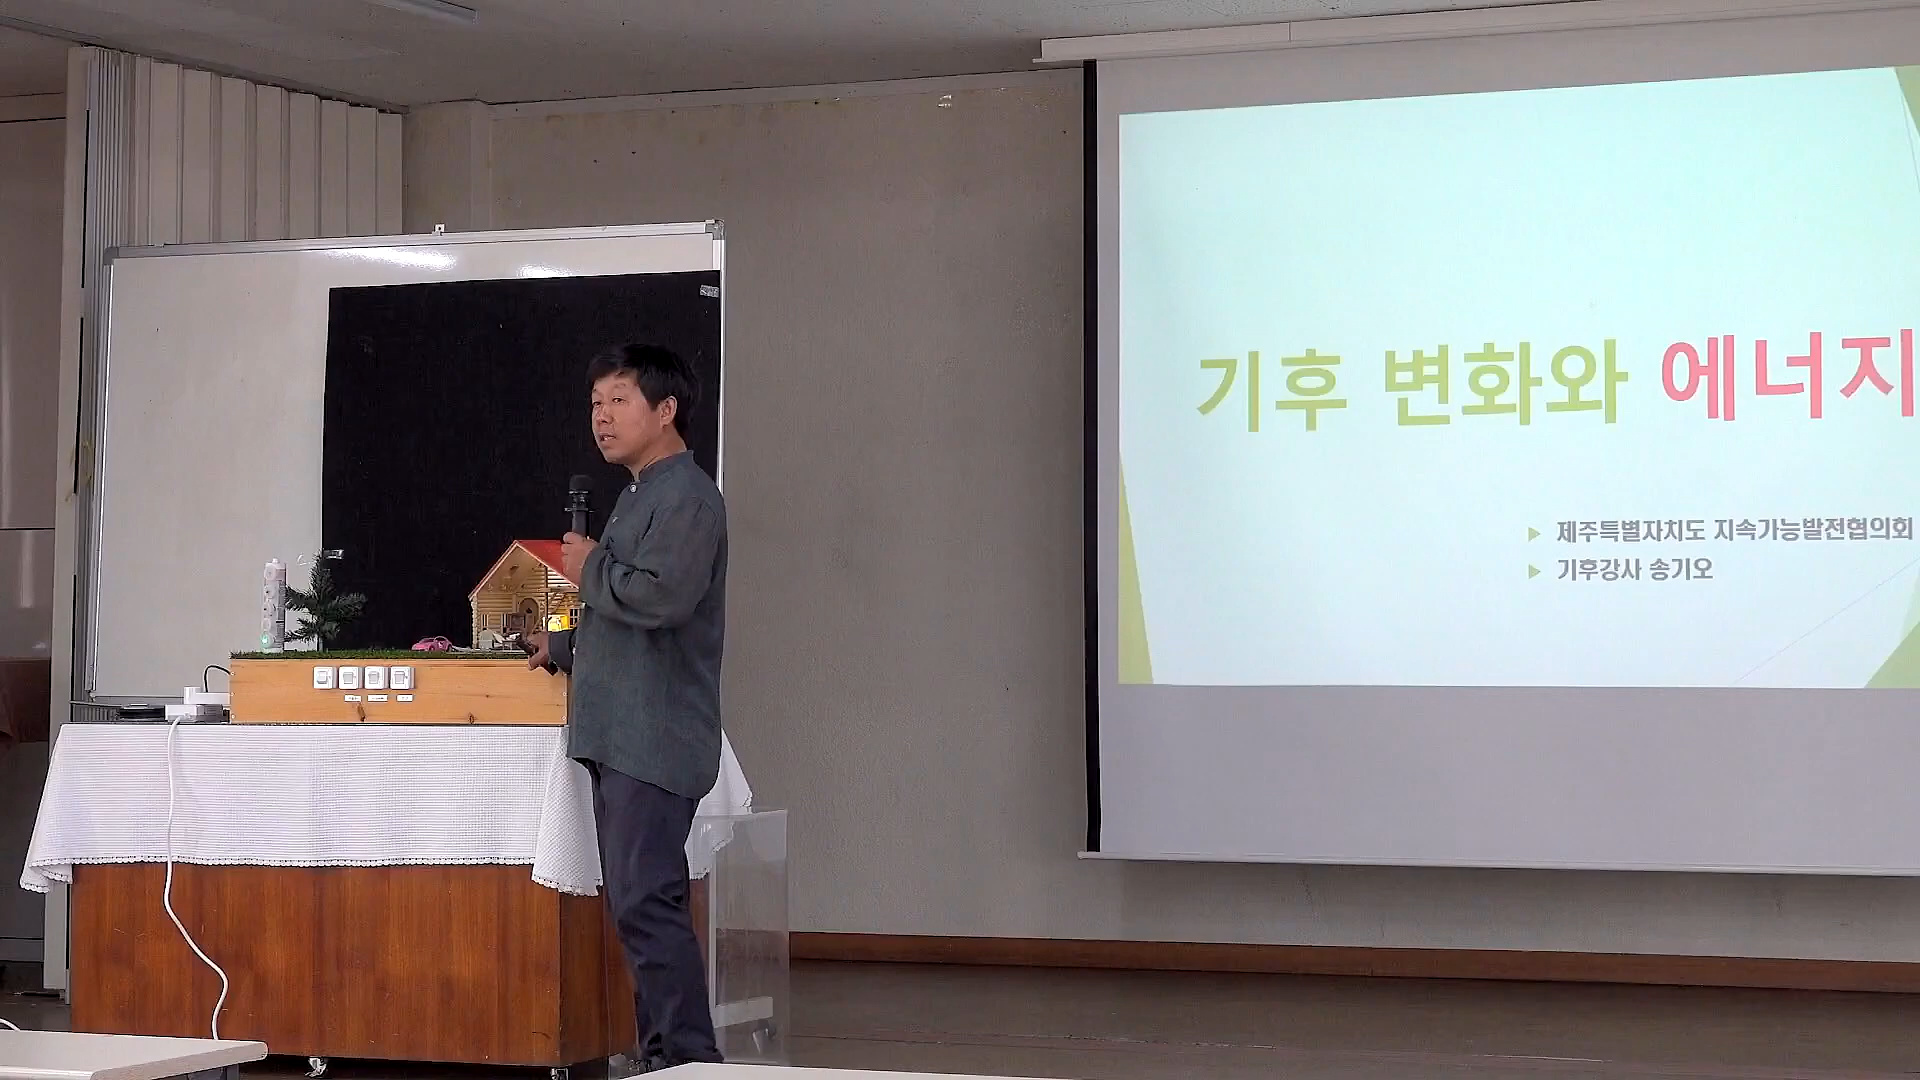 기후 변화와 에너지
제주특별자치도 지속가능발전협의회
기후강사 송기오